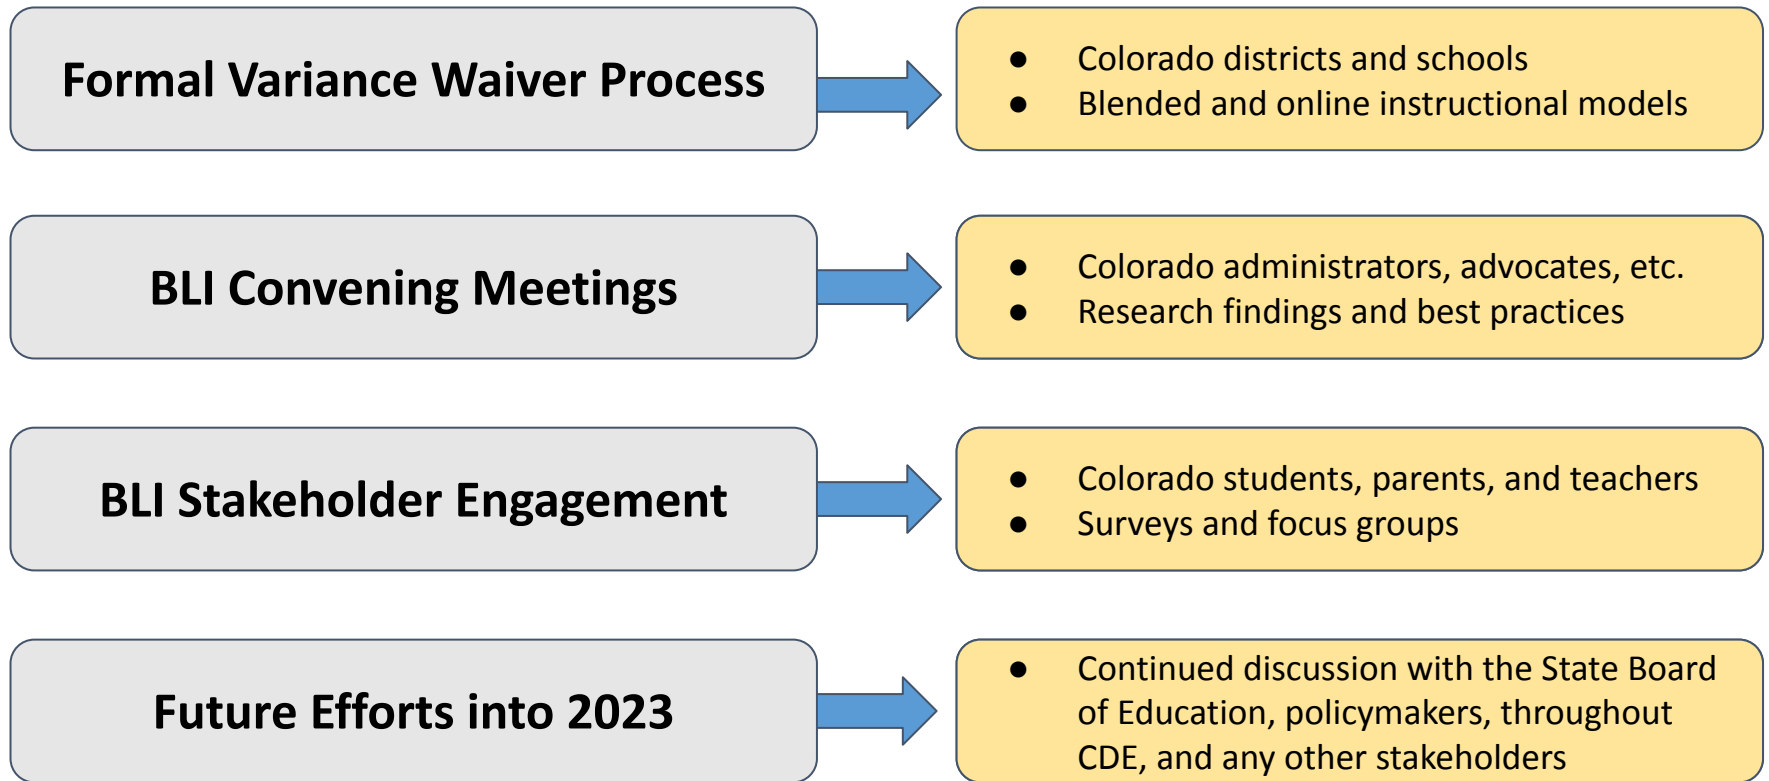 Formal Variance Waiver Process
● Colorado districts and schools
● Blended and online instructional models
BLI Convening Meetings
● Colorado administrators, advocates, etc.
● Research findings and best practices
BLI Stakeholder Engagement
● Colorado students, parents, and teachers
● Surveys and focus groups
Future Efforts into 2023
● Continued discussion with the State Board
of Education, policymakers, throughout
CDE, and any other stakeholders